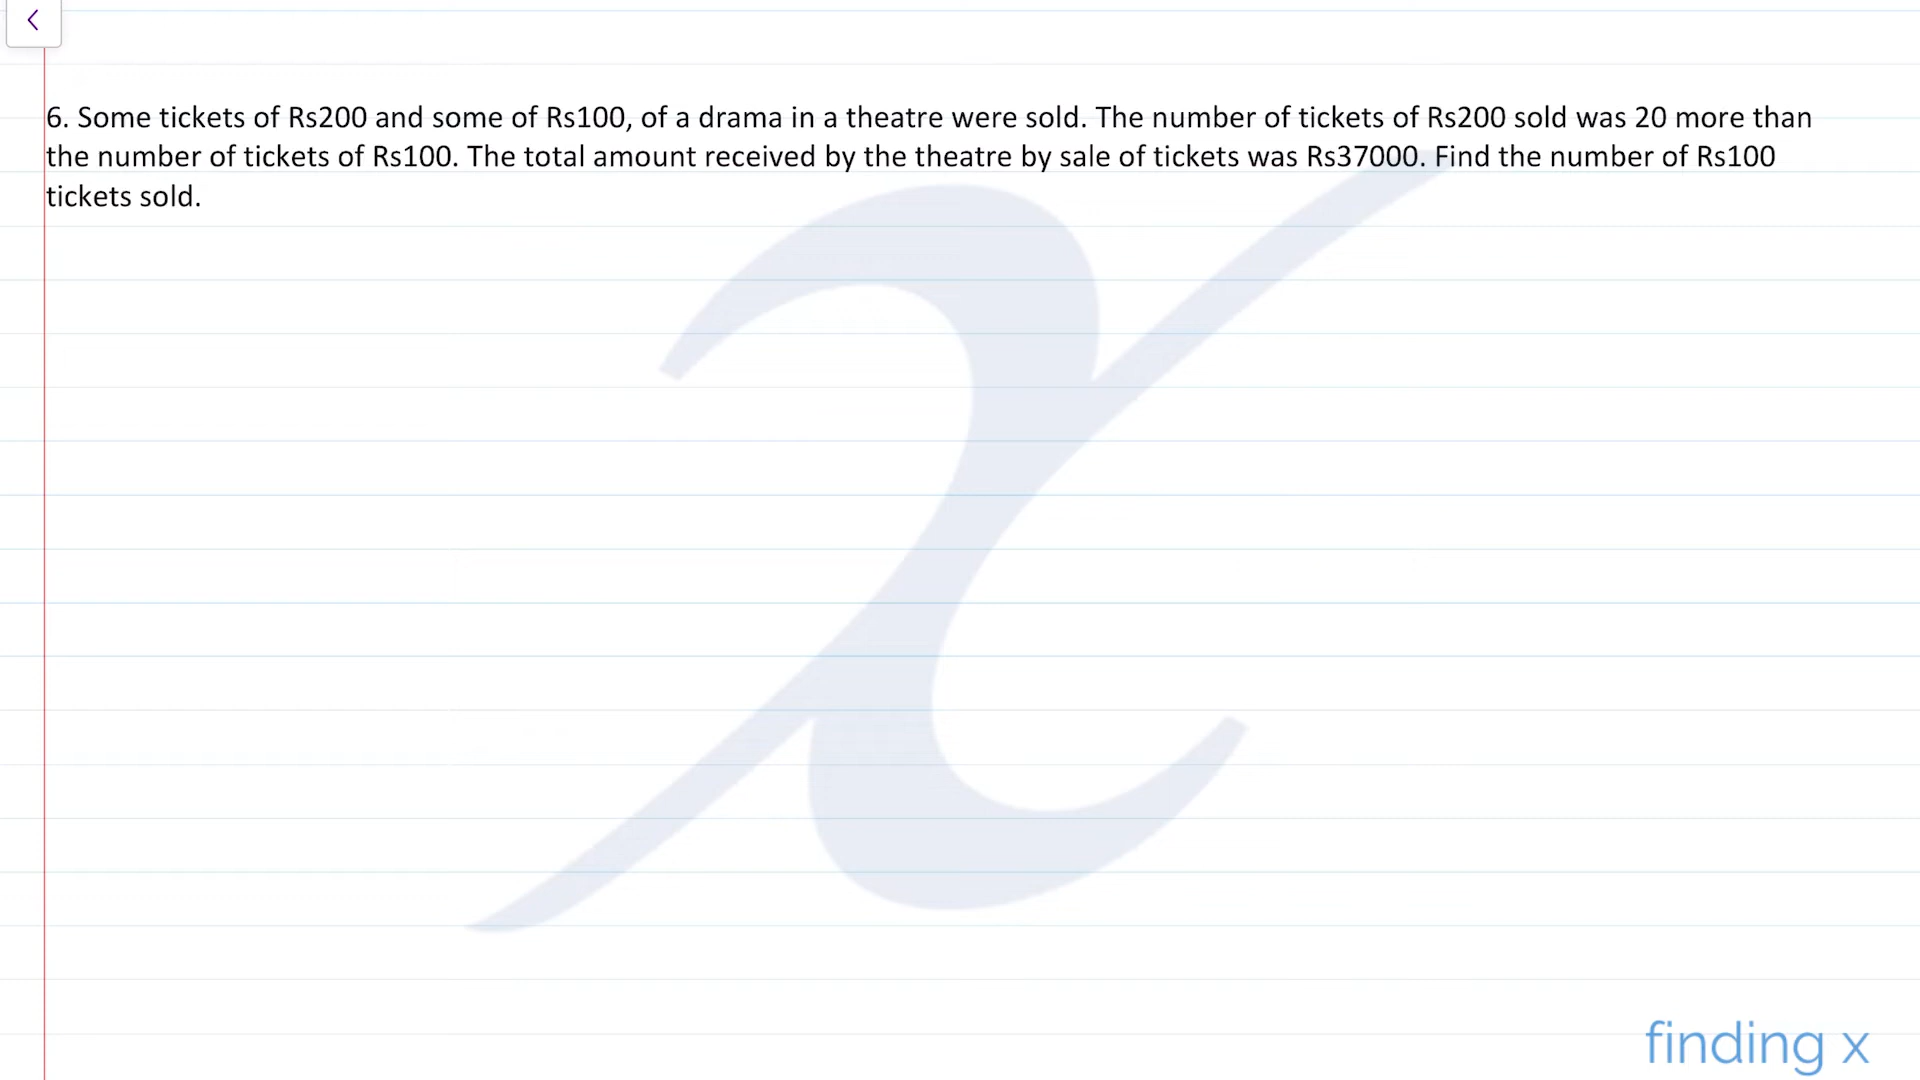 6. Some tickets of Rs200 and some of Rs100, of a drama in a theatre were sold. The number of tickets of Rs200 sold was 20 more than
the number of tickets of Rs100. The total amount received by the theatre by sale of tickets was Rs37000. Find the number of Rs100
tickets sold.
finding x